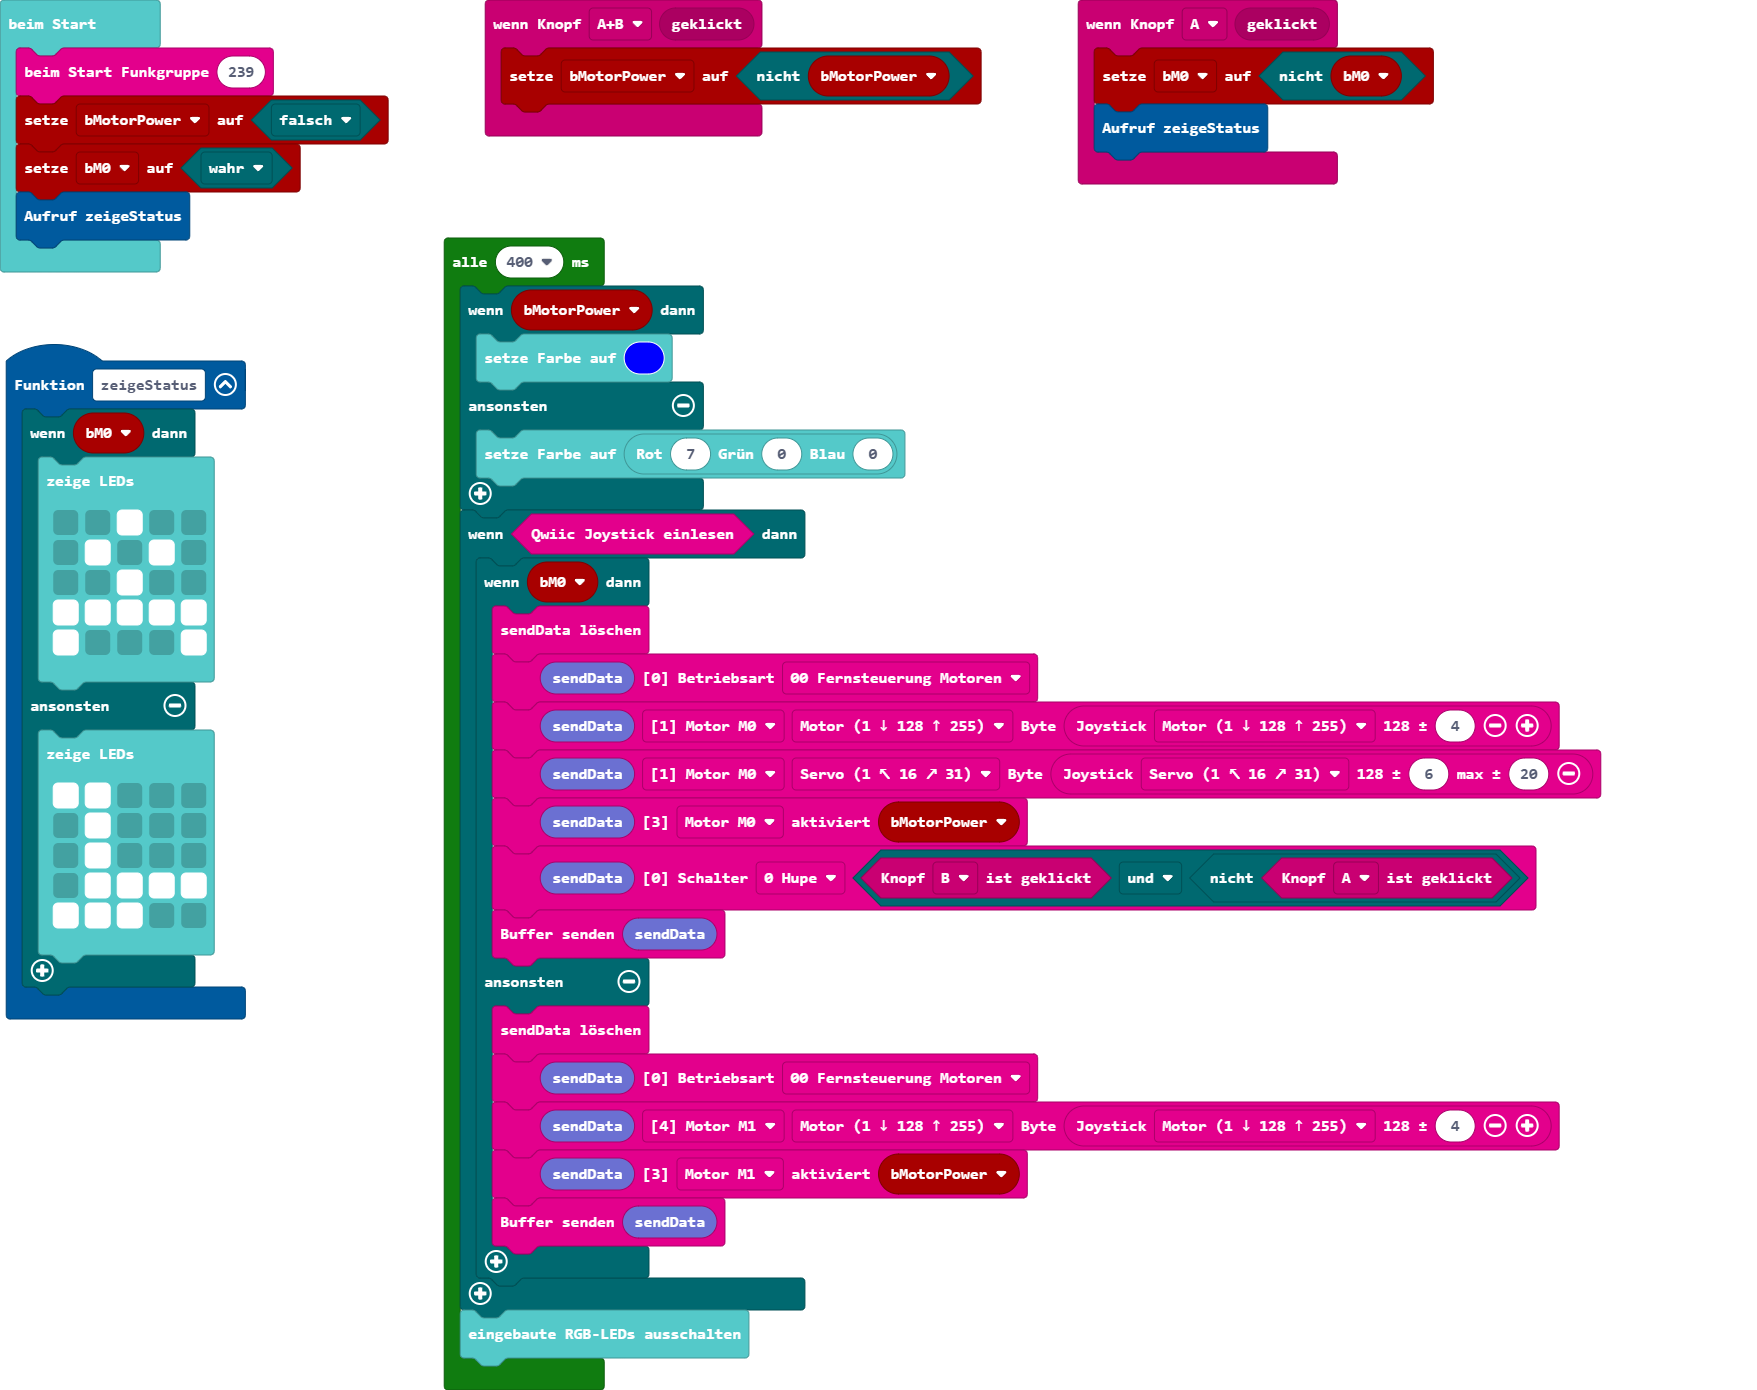 beim Start
beim Start Funkgruppe 239
setze bMotorPower auf falsch
setze bM0 auf wahr
Aufruf zeigeStatus
wenn Knopf A+B geklickt
setze bMotorPower auf nicht bMotorPower
wenn Knopf A geklickt
setze bM0 auf nicht bM0
Aufruf zeigeStatus
Funktion zeigeStatus
wenn bM0 dann
zeige LEDs
ansonsten
zeige LEDs
alle 400 ms
wenn bMotorPower dann
setze Farbe auf
ansonsten
setze Farbe auf Rot 7 Grün 0 Blau 0
wenn Qwiic Joystick einlesen dann
wenn bM0 dann
sendData löschen
sendData [0] Betriebsart 00 Fernsteuerung Motoren
sendData [1] Motor M0 Motor (1 ↓ 128 ↑ 255) Byte Joystick Motor (1 ↓ 128 ↑ 255) 128 ± 4
sendData [1] Motor M0 Servo (1 ↖ 16 ↗ 31) Byte Joystick Servo (1 ↖ 16 ↗ 31) 128 ± 6 max ± 20
sendData [3] Motor M0 aktiviert bMotorPower
sendData [0] Schalter 0 Hupe Knopf B ist geklickt und nicht Knopf A ist geklickt
Buffer senden sendData
ansonsten
sendData löschen
sendData [0] Betriebsart 00 Fernsteuerung Motoren
sendData [4] Motor M1 Motor (1 ↓ 128 ↑ 255) Byte Joystick Motor (1 ↓ 128 ↑ 255) 128 ± 4
sendData [3] Motor M1 aktiviert bMotorPower
Buffer senden sendData
eingebaute RGB-LEDs ausschalten